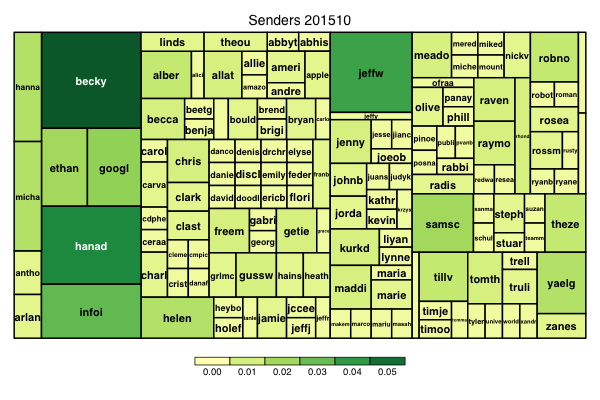 Senders 201510
hanna
micha
antho
arlan
becky
ethan
googl
hanad
infoi
linds
theou
abbyt
abhis
alber
alici
allat
allie
amazo
ameri
andre
apple
becca
beetg
benja
bould
brend
brigi
bryan
carlo
carol
carva
cdphe
ceraa
charl
chris
clark
clast
cleme
cmpic
crist
danaf
danco
denis
drchr
elyse
danie
discl
emily
feder
david
doodl
ericb
flori
franb
freem
gabri
georg
getie
grace
grlmc
gussw
hains
heath
helen
heybo
holef
ianle
jamie
jccee
jeffj
jeffr
jeffw
jeffy
jenny
jesse
jianc
joeob
johnb
juans
judyk
jorda
kathr
kevin
krzys
kurkd
liyan
lynne
maddi
maria
marie
makem
marco
mariu
masah
meado
mered
miked
miche
mount
nickv
ofraa
olive
panay
phill
pinoe
publi
pvanb
posna
rabbi
radis
raven
raymo
redwa
resea
rhond
robno
robot
roman
rosea
rossm
rusty
ryanb
ryane
samsc
sanma
schul
steph
stuar
suzan
teamm
theze
tillv
timje
timoo
tomth
trell
truli
tyler
unive
world
xandr
yaelg
zanes
0.00
0.01
0.02
0.03
0.04
0.05